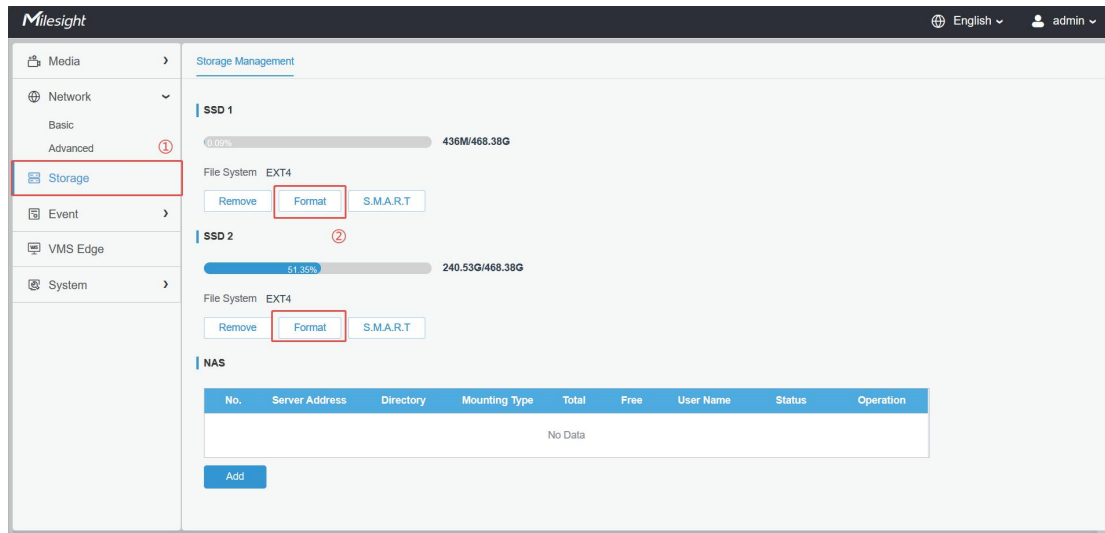 Milesight
English
admin
Media
Network
Basic
Advanced
①
Storage
Event
VMS Edge
System
Storage Management
SSD 1
0.09%
436M/468.38G
File System EXT4
Remove Format S.M.A.R.T
②
SSD 2
51.35%
240.53G/468.38G
File System EXT4
Remove Format S.M.A.R.T
NAS
No. Server Address Directory Mounting Type Total Free User Name Status Operation
No Data
Add